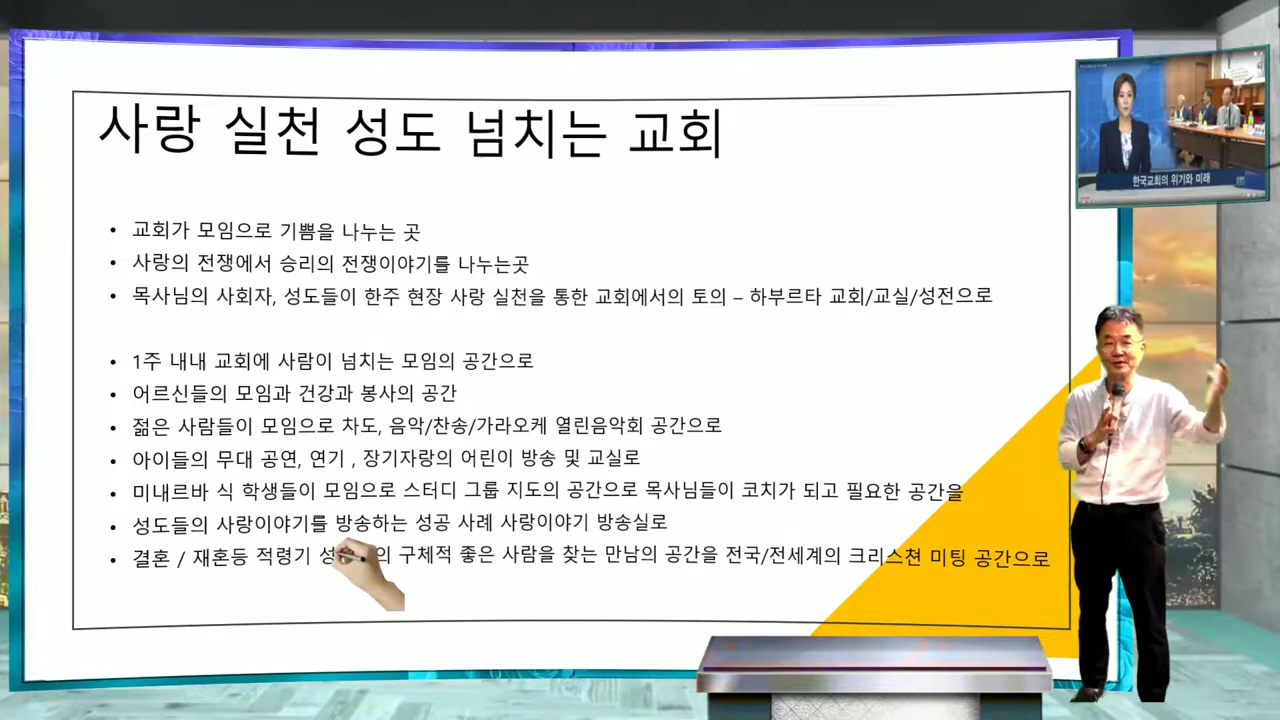 사랑 실천 성도 넘치는 교회
• 교회가 모임으로 기쁨을 나누는 곳
• 사랑의 전쟁에서 승리의 전쟁이야기를 나누는곳
• 목사님의 사회자, 성도들이 한주 현장 사랑 실천을 통한 교회에서의 토의 – 하부르타 교회/교실/성전으로
• 1주 내내 교회에 사람이 넘치는 모임의 공간으로
• 어르신들의 모임과 건강과 봉사의 공간
• 젊은 사람들이 모임으로 차도, 음악/찬송/가라오케 열린음악회 공간으로
• 아이들의 무대 공연, 연기 , 장기자랑의 어린이 방송 및 교실로
• 미내르바 식 학생들이 모임으로 스터디 그룹 지도의 공간으로 목사님들이 코치가 되고 필요한 공간을
• 성도들의 사랑이야기를 방송하는 성공 사례 사랑이야기 방송실로
• 결혼 / 재혼등 적령기 성 의 구체적 좋은 사람을 찾는 만남의 공간을 전국/전세계의 크리스천 미팅 공간으로
한국교회의 위기와 미래